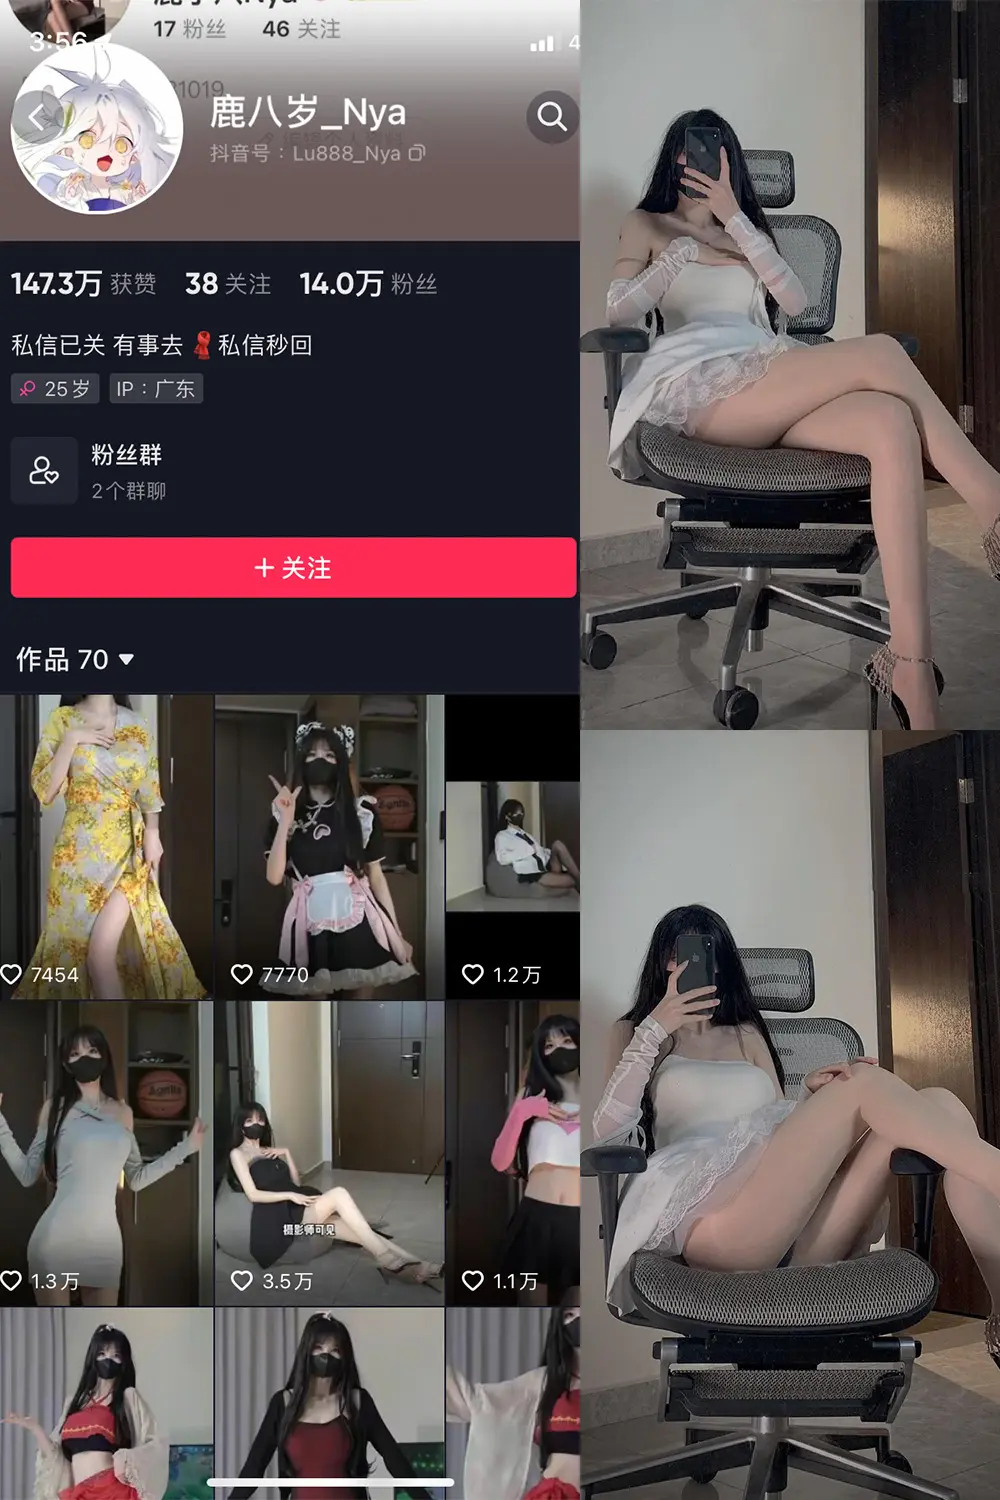 17 粉丝 46 关注
3:56
鹿八岁_Nya
抖音号：Lu888_Nya
147.3万 获赞 38 关注 14.0万 粉丝
私信已关 有事去 私信秒回
25岁 IP：广东
粉丝群
2个群聊
+ 关注
作品 70
7454 7770 1.2万
摄影师可见
1.3万 3.5万 1.1万